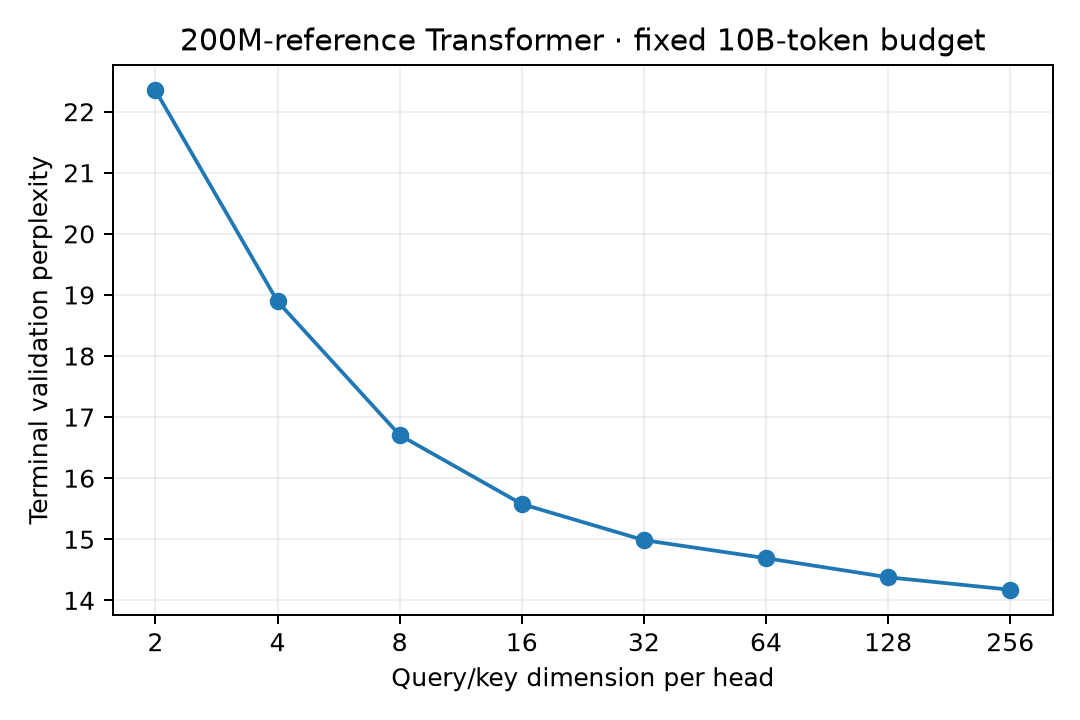 200M-reference Transformer · fixed 10B-token budget
Terminal validation perplexity
22
21
20
19
18
17
16
15
14
2 4 8 16 32 64 128 256
Query/key dimension per head